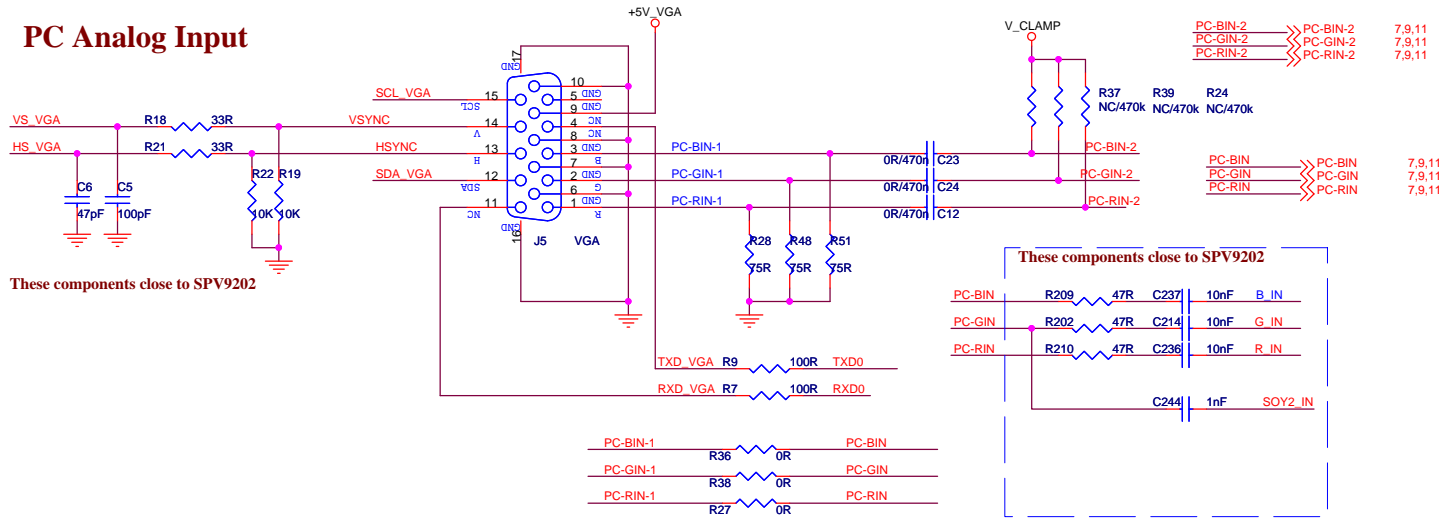 PC Analog Input
+5V_VGA
V_CLAMP
PC-BIN-2 PC-BIN-2 7,9,11
PC-GIN-2 PC-GIN-2 7,9,11
PC-RIN-2 PC-RIN-2 7,9,11
17
GND
10
GND
SCL_VGA 15 SCL
5 GND
9 NC
R37 R39 R24
NC/470k NC/470k NC/470k
VS_VGA R18 33R VSYNC 14 V
4 NC
8 GND
HS_VGA R21 33R HSYNC 13 H
3 B PC-BIN-1 0R/470n C23 PC-BIN-2
7 GND
SDA_VGA 12 SDA
2 G PC-GIN-1 0R/470n C24 PC-GIN-2
6 GND
11 NC
1 R PC-RIN-1 0R/470n C12 PC-RIN-2
16
GND
J5 VGA
PC-BIN PC-BIN 7,9,11
PC-GIN PC-GIN 7,9,11
PC-RIN PC-RIN 7,9,11
C6 C5
47pF 100pF
R22 R19
10K 10K
R28 R48 R51
75R 75R 75R
These components close to SPV9202
These components close to SPV9202
PC-BIN R209 47R C237 10nF B_IN
PC-GIN R202 47R C214 10nF G_IN
PC-RIN R210 47R C236 10nF R_IN
C244 1nF SOY2_IN
TXD_VGA R9 100R TXD0
RXD_VGA R7 100R RXD0
PC-BIN-1 R36 0R PC-BIN
PC-GIN-1 R38 0R PC-GIN
PC-RIN-1 R27 0R PC-RIN